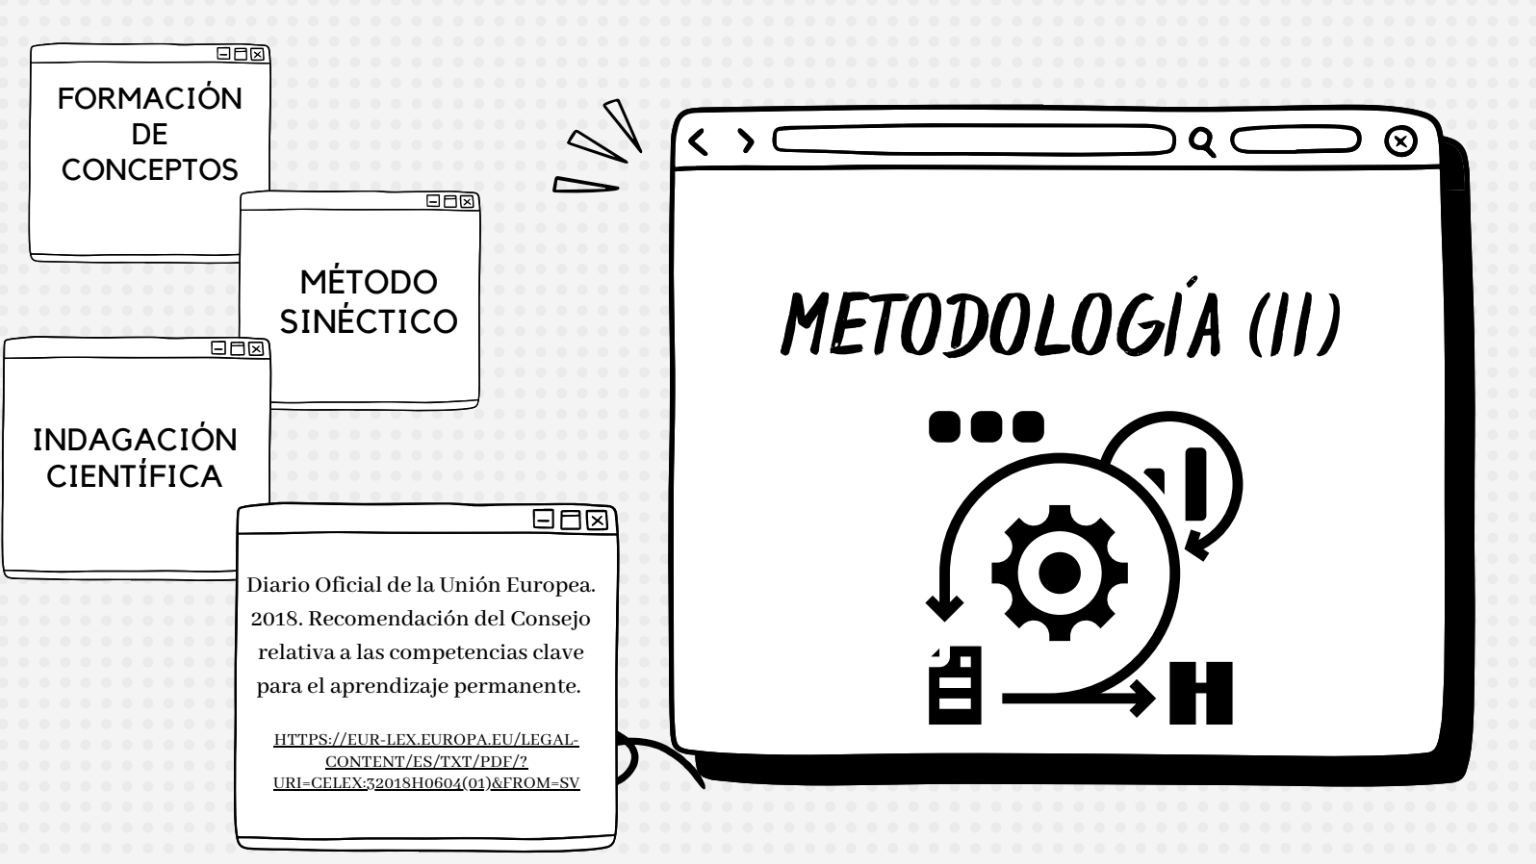 FORMACIÓN
DE
CONCEPTOS
MÉTODO
SINÉCTICO
INDAGACIÓN
CIENTÍFICA
Diario Oficial de la Unión Europea.
2018. Recomendación del Consejo
relativa a las competencias clave
para el aprendizaje permanente.
HTTPS://EUR-LEX.EUROPA.EU/LEGAL-
CONTENT/ES/TXT/PDF/?
URI=CELEX:32018H0604(01)&FROM=SV
METODOLOGÍA (II)